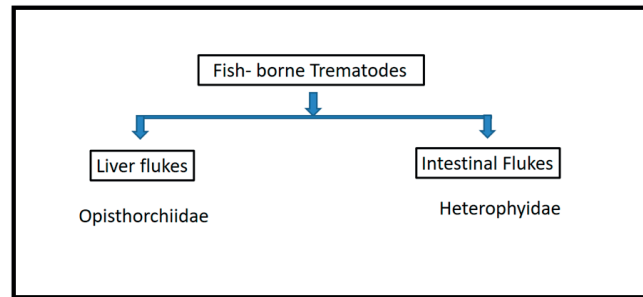 Fish- borne Trematodes
Liver flukes
Intestinal Flukes
Opisthorchiidae
Heterophyidae